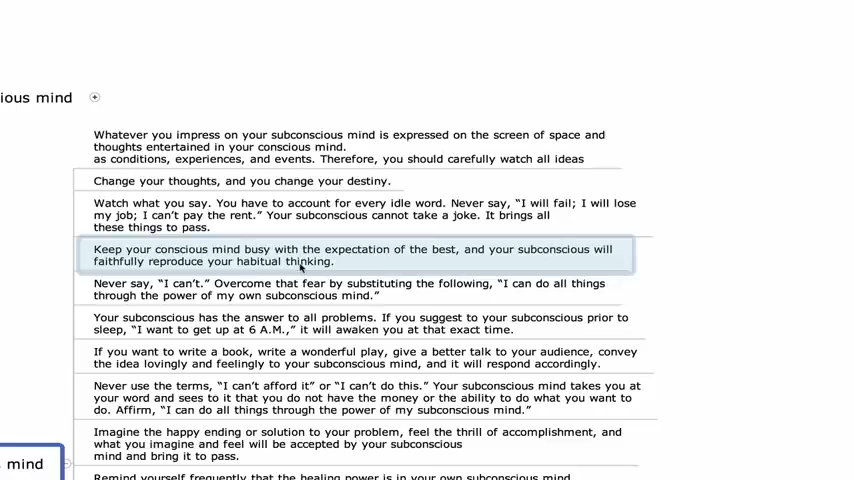 ious mind
Whatever you impress on your subconscious mind is expressed on the screen of space and
thoughts entertained in your conscious mind.
as conditions, experiences, and events. Therefore, you should carefully watch all ideas
Change your thoughts, and you change your destiny.
Watch what you say. You have to account for every idle word. Never say, “I will fail; I will lose
my job; I can’t pay the rent.” Your subconscious cannot take a joke. It brings all
these things to pass.
Keep your conscious mind busy with the expectation of the best, and your subconscious will
faithfully reproduce your habitual thinking.
Never say, “I can’t.” Overcome that fear by substituting the following, “I can do all things
through the power of my own subconscious mind.”
Your subconscious has the answer to all problems. If you suggest to your subconscious prior to
sleep, “I want to get up at 6 A.M.,” it will awaken you at that exact time.
If you want to write a book, write a wonderful play, give a better talk to your audience, convey
the idea lovingly and feelingly to your subconscious mind, and it will respond accordingly.
Never use the terms, “I can’t afford it” or “I can’t do this.” Your subconscious mind takes you at
your word and sees to it that you do not have the money or the ability to do what you want to
do. Affirm, “I can do all things through the power of my subconscious mind.”
Imagine the happy ending or solution to your problem, feel the thrill of accomplishment, and
what you imagine and feel will be accepted by your subconscious
mind and bring it to pass.
mind
Remind yourself frequently that the healing power is in your own subconscious mind